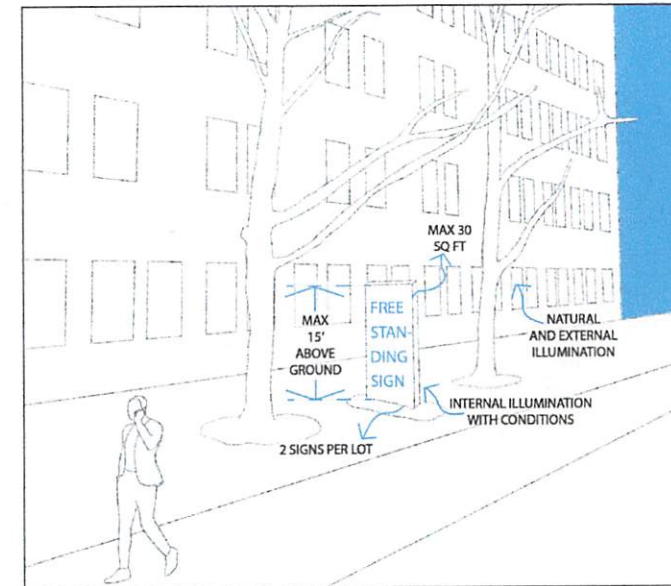 MAX 30
SQ FT
FREE
STAN-
DING
SIGN
MAX
15'
ABOVE
GROUND
NATURAL
AND EXTERNAL
ILLUMINATION
INTERNAL ILLUMINATION
WITH CONDITIONS
2 SIGNS PER LOT